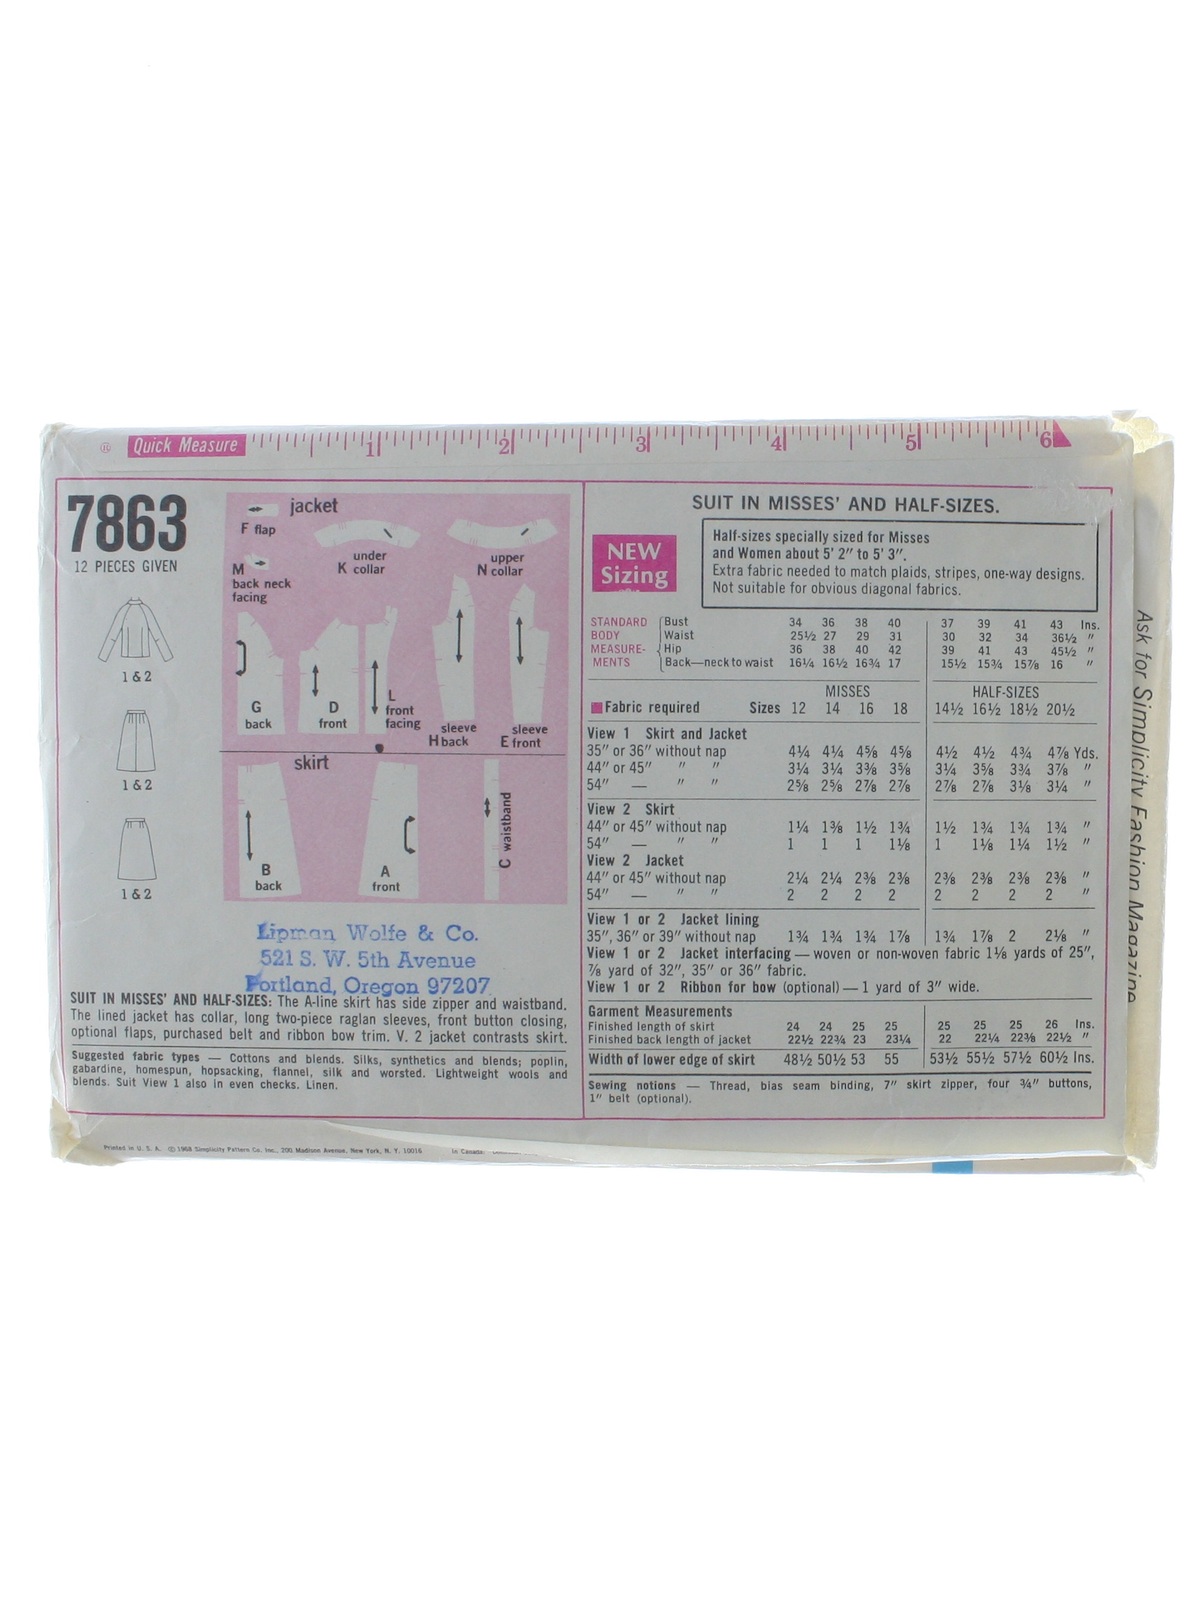 ® Quick Measure 1 2 3 4 5 6
7863
12 PIECES GIVEN
1 & 2
1 & 2
1 & 2
jacket
F flap
under
K collar
upper
N collar
M
back neck
facing
G
back
D
front
L
front
facing
sleeve
H back
sleeve
E front
skirt
B
back
A
front
C waistband
Lipman Wolfe & Co.
521 S. W. 5th Avenue
Portland, Oregon 97207
SUIT IN MISSES' AND HALF-SIZES: The A-line skirt has side zipper and waistband.
The lined jacket has collar, long two-piece raglan sleeves, front button closing,
optional flaps, purchased belt and ribbon bow trim. V. 2 jacket contrasts skirt.
Suggested fabric types — Cottons and blends. Silks, synthetics and blends; poplin,
gabardine, homespun, hopsacking, flannel, silk and worsted. Lightweight wools and
blends. Suit View 1 also in even checks. Linen.
SUIT IN MISSES' AND HALF-SIZES.
NEW
Sizing
Half-sizes specially sized for Misses
and Women about 5' 2" to 5' 3".
Extra fabric needed to match plaids, stripes, one-way designs.
Not suitable for obvious diagonal fabrics.
STANDARD
BODY
MEASURE-
MENTS
Bust 34 36 38 40 37 39 41 43 Ins.
Waist 25½ 27 29 31 30 32 34 36½ "
Hip 36 38 40 42 39 41 43 45½ "
Back—neck to waist 16¼ 16½ 16¾ 17 15½ 15¾ 15⅞ 16 "
MISSES HALF-SIZES
Fabric required Sizes 12 14 16 18 14½ 16½ 18½ 20½
View 1 Skirt and Jacket
35" or 36" without nap 4¼ 4¼ 4⅝ 4⅝ 4½ 4½ 4¾ 4⅞ Yds.
44" or 45" " " 3¼ 3¼ 3⅜ 3⅝ 3¼ 3⅝ 3¾ 3⅞ "
54" — " " 2⅝ 2⅝ 2⅞ 2⅞ 2⅞ 2⅞ 3⅛ 3¼ "
View 2 Skirt
44" or 45" without nap 1¼ 1⅜ 1½ 1¾ 1½ 1¾ 1¾ 1¾ "
54" — " " 1 1 1 1⅛ 1 1⅛ 1¼ 1½ "
View 2 Jacket
44" or 45" without nap 2¼ 2¼ 2⅜ 2⅜ 2⅜ 2⅜ 2⅜ 2⅜ "
54" — " " 2 2 2 2 2 2 2 2 "
View 1 or 2 Jacket lining
35", 36" or 39" without nap 1¾ 1¾ 1¾ 1⅞ 1¾ 1⅞ 2 2⅛ "
View 1 or 2 Jacket interfacing — woven or non-woven fabric 1⅛ yards of 25",
⅞ yard of 32", 35" or 36" fabric.
View 1 or 2 Ribbon for bow (optional) — 1 yard of 3" wide.
Garment Measurements
Finished length of skirt 24 24 25 25 25 25 25 26 Ins.
Finished back length of jacket 22½ 22¾ 23 23¼ 22 22¼ 22⅜ 22½ "
Width of lower edge of skirt 48½ 50½ 53 55 53½ 55½ 57½ 60½ Ins.
Sewing notions — Thread, bias seam binding, 7" skirt zipper, four ¾" buttons,
1" belt (optional).
Ask for Simplicity Fashion Magazine
Printed in U. S. A. © 1968 Simplicity Pattern Co. Inc., 200 Madison Avenue, New York, N. Y. 10016 In Canada: